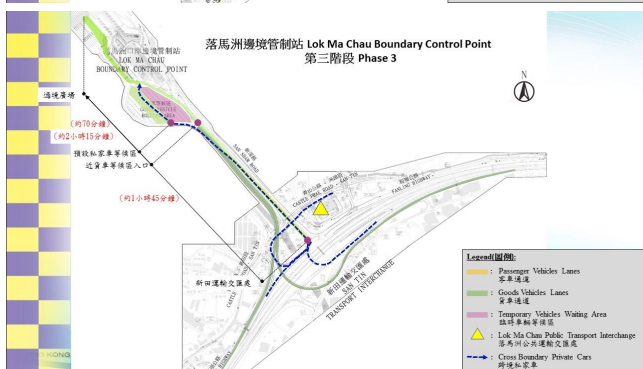 落馬洲邊境管制站 Lok Ma Chau Boundary Control Point
第三階段 Phase 3
N
LOK MA CHAU
BOUNDARY CONTROL POINT
過境廣場
(約70分鐘)
(約2小時15分鐘)
預設私家車等候區
近貨車等候區入口
(約1小時45分鐘)
SAN SHAM ROAD
CASTLE PEAK ROAD - SAN TIN
FANLING HIGHWAY
新田運輸交匯處
新田運輸交匯處
SAN TIN
TRANSPORT INTERCHANGE
CASTLE
Legend(圖例):
: Passenger Vehicles Lanes
客車通道
: Goods Vehicles Lanes
貨車通道
: Temporary Vehicles Waiting Area
臨時車輛等候區
: Lok Ma Chau Public Transport Interchange
落馬洲公共運輸交匯處
: Cross Boundary Private Cars
跨境私家車
KONG